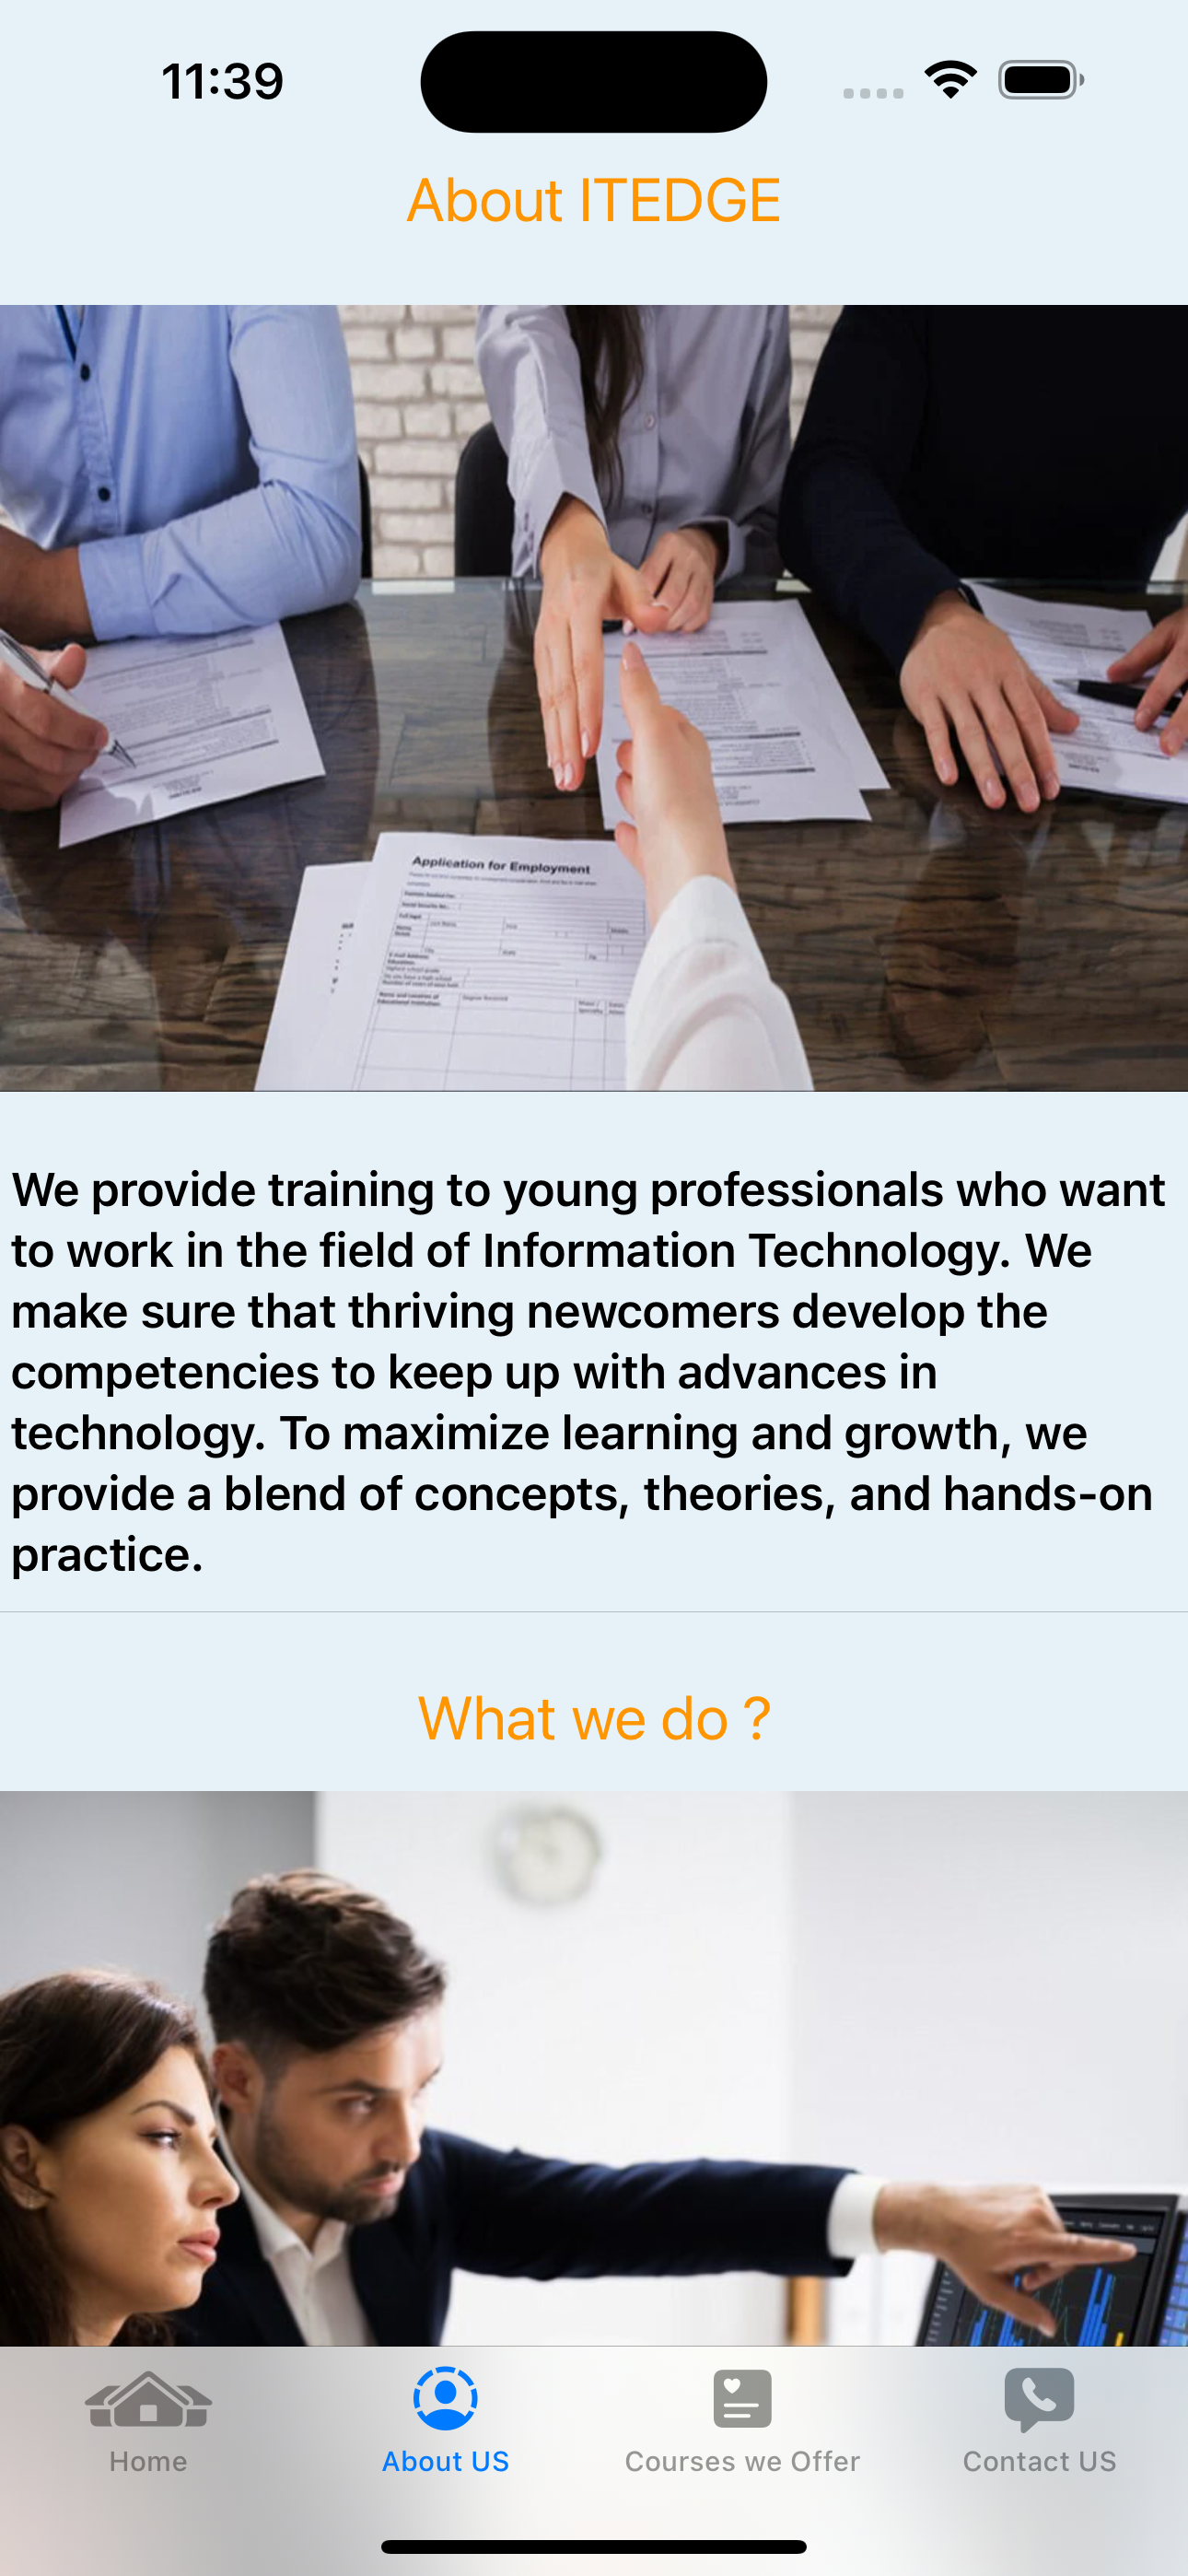 11:39
About ITEDGE
Application for Employment
We provide training to young professionals who want
to work in the field of Information Technology. We
make sure that thriving newcomers develop the
competencies to keep up with advances in
technology. To maximize learning and growth, we
provide a blend of concepts, theories, and hands-on
practice.
What we do ?
Home
About US
Courses we Offer
Contact US